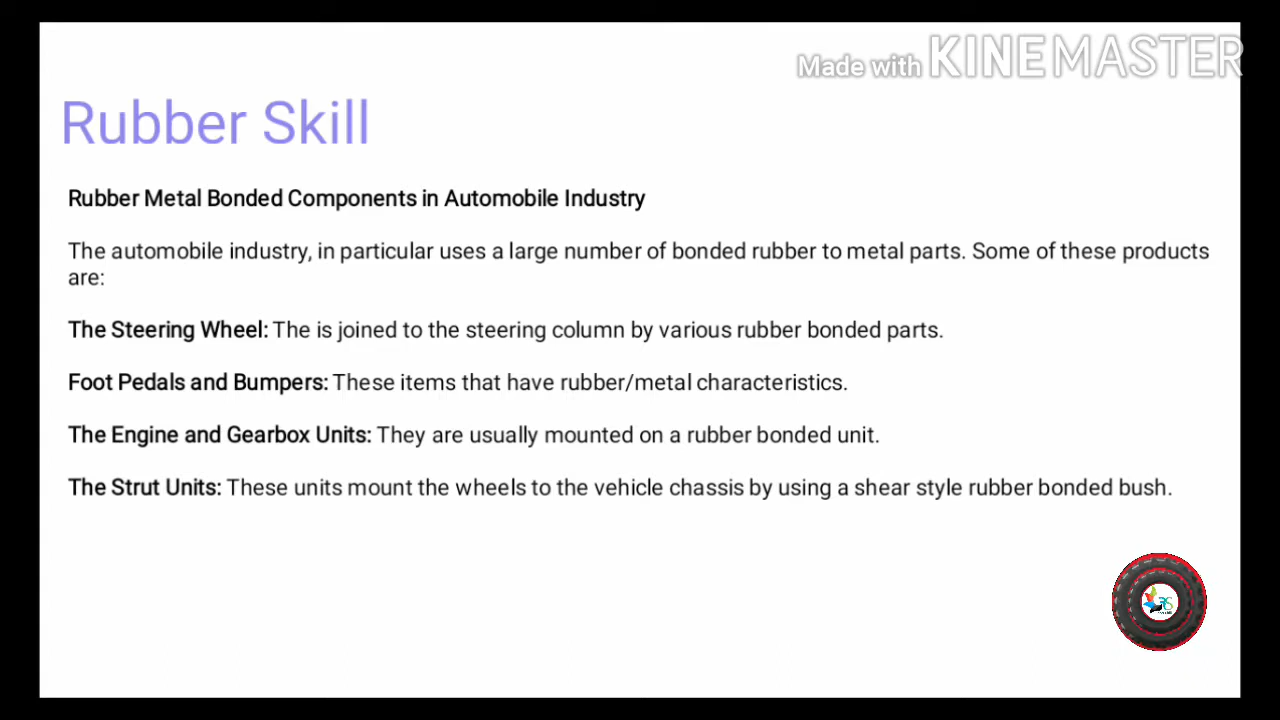 Made with KINEMASTER
Rubber Skill
Rubber Metal Bonded Components in Automobile Industry
The automobile industry, in particular uses a large number of bonded rubber to metal parts. Some of these products
are:
The Steering Wheel: The is joined to the steering column by various rubber bonded parts.
Foot Pedals and Bumpers: These items that have rubber/metal characteristics.
The Engine and Gearbox Units: They are usually mounted on a rubber bonded unit.
The Strut Units: These units mount the wheels to the vehicle chassis by using a shear style rubber bonded bush.